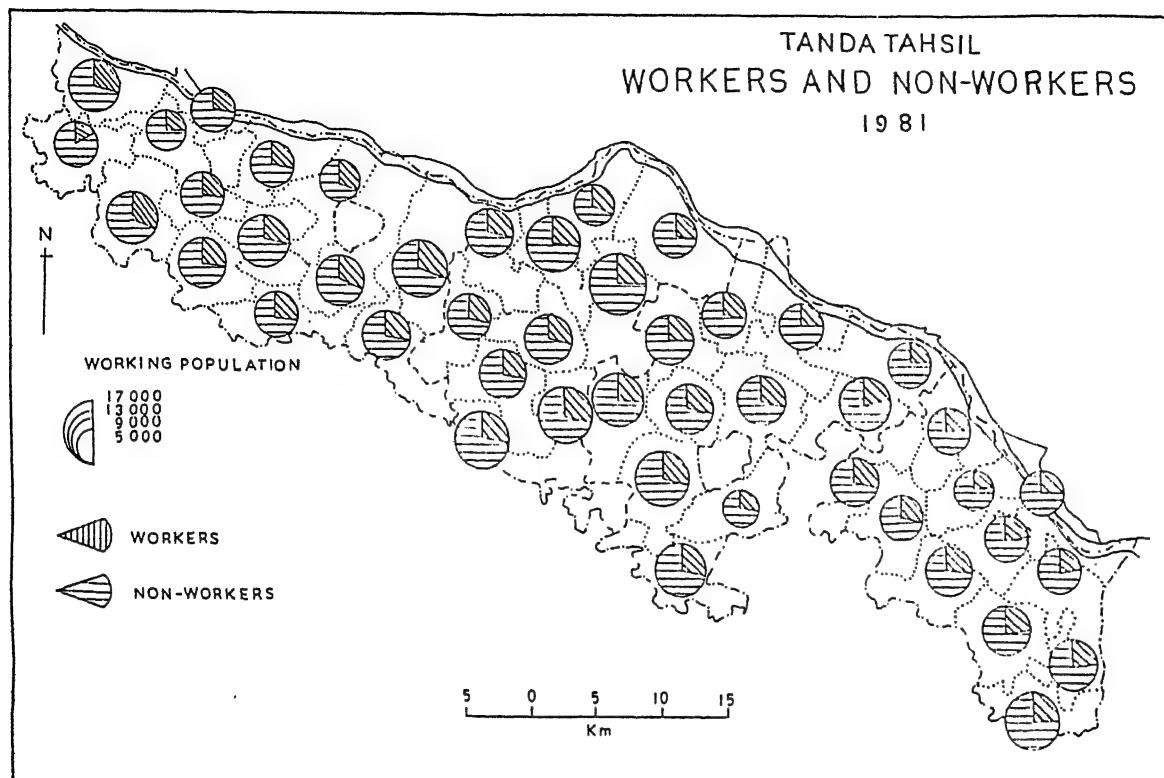 TANDA TAHSIL
WORKERS AND NON-WORKERS
1981
N
WORKING POPULATION
17 000
13 000
9 000
5 000
WORKERS
NON-WORKERS
5 0 5 10 15
Km